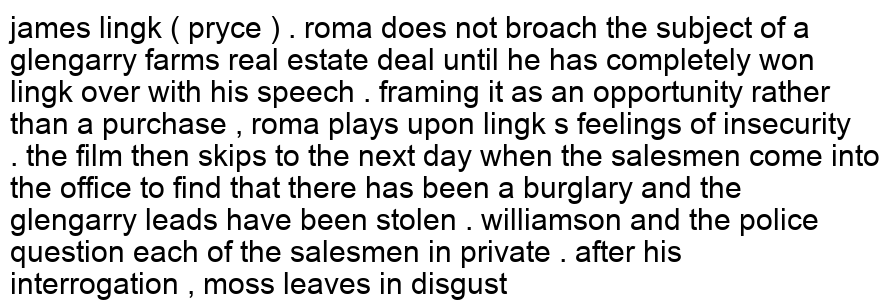 james lingk ( pryce ) . roma does not broach the subject of a
glengarry farms real estate deal until he has completely won
lingk over with his speech . framing it as an opportunity rather
than a purchase , roma plays upon lingk s feelings of insecurity
. the film then skips to the next day when the salesmen come into
the office to find that there has been a burglary and the
glengarry leads have been stolen . williamson and the police
question each of the salesmen in private . after his
interrogation , moss leaves in disgust